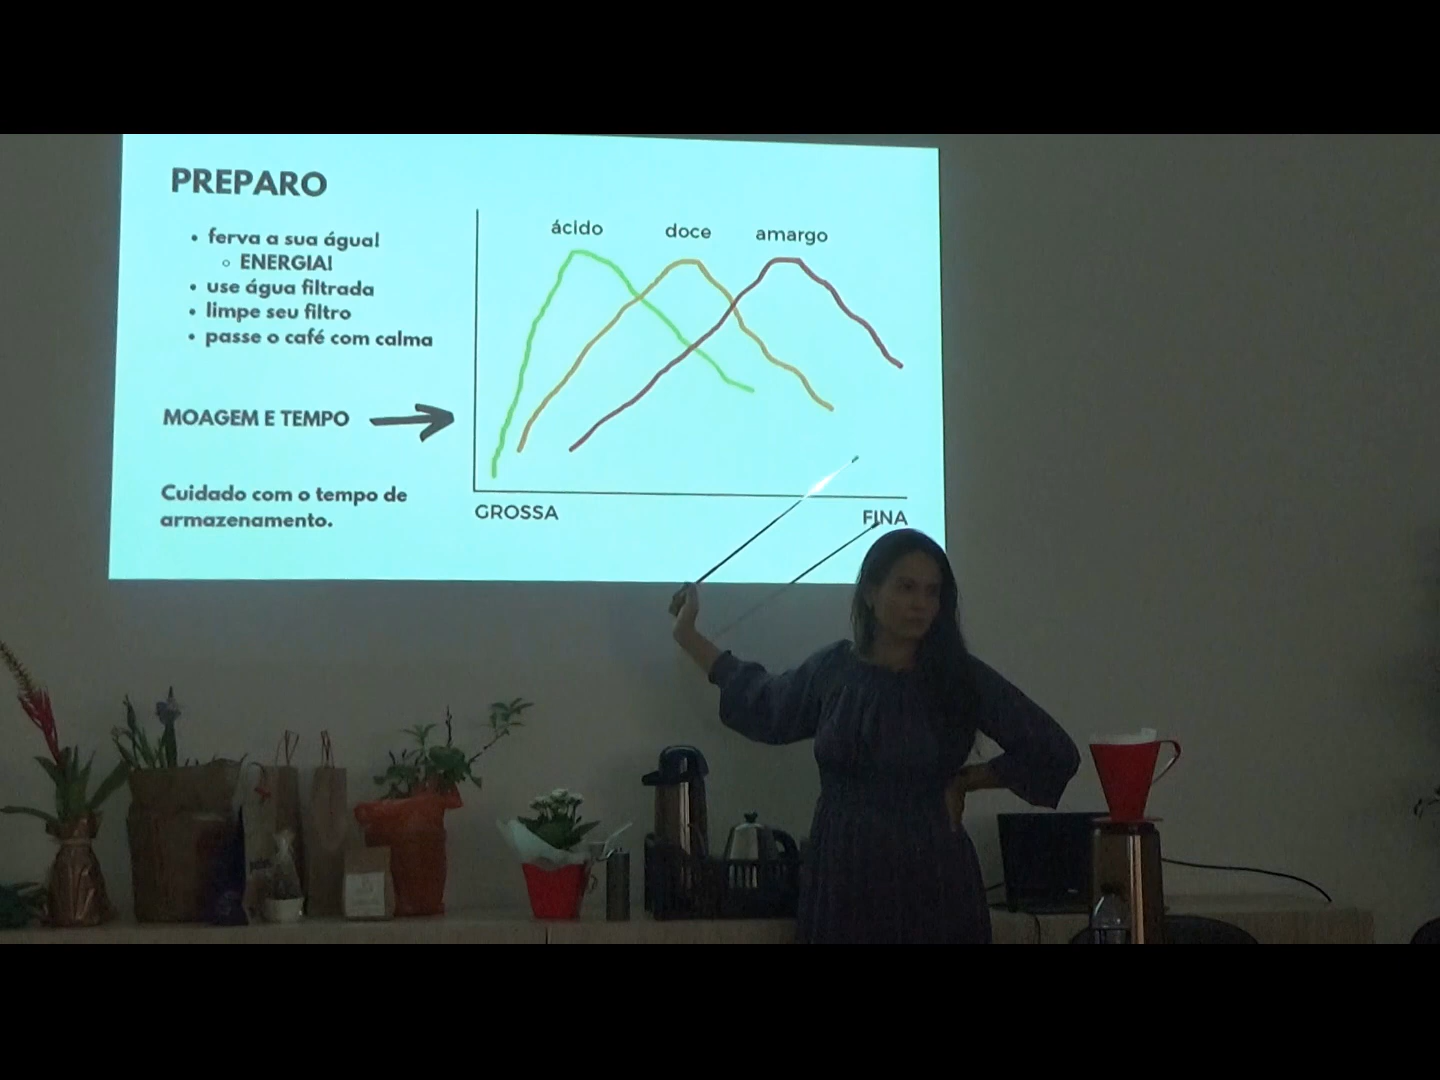 PREPARO
ferva a sua água!
ENERGIA!
use água filtrada
limpe seu filtro
passe o café com calma
MOAGEM E TEMPO
Cuidado com o tempo de
armazenamento.
ácido
doce
amargo
GROSSA
FINA